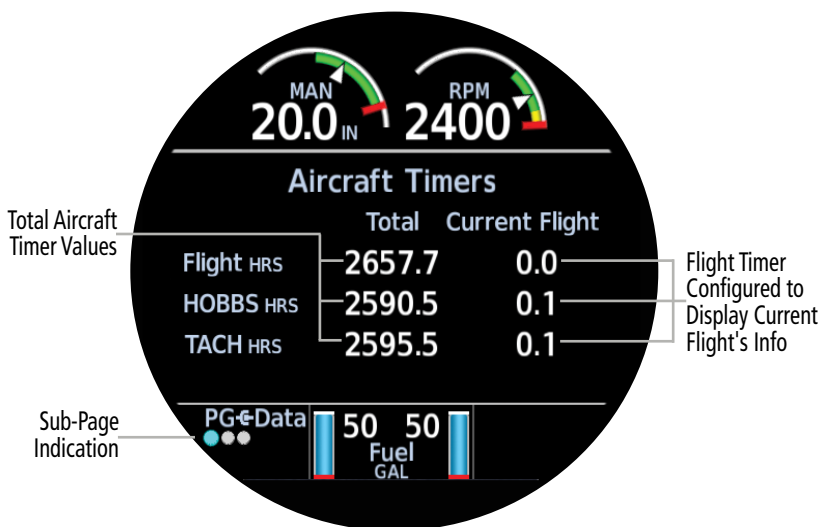 MAN
20.0 IN
RPM
2400
Aircraft Timers
Total Current Flight
Flight HRS 2657.7 0.0
HOBBS HRS 2590.5 0.1
TACH HRS 2595.5 0.1
Total Aircraft
Timer Values
Flight Timer
Configured to
Display Current
Flight's Info
Sub-Page
Indication
PG Data
50 50
Fuel
GAL